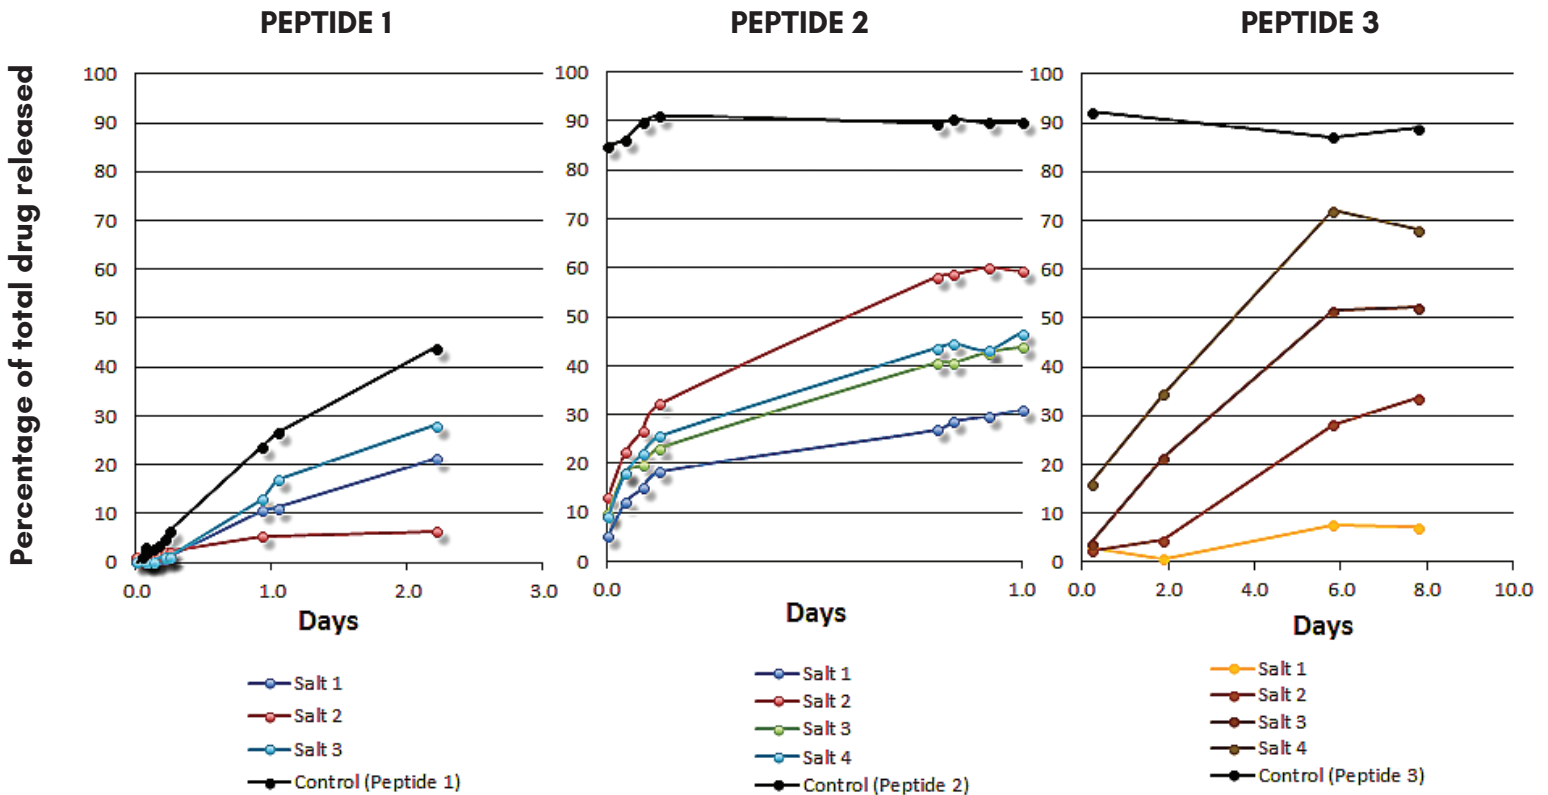 PEPTIDE 1
PEPTIDE 2
PEPTIDE 3
Percentage of total drug released
100
90
80
70
60
50
40
30
20
10
0
0.0 1.0 2.0 3.0
Days
Salt 1
Salt 2
Salt 3
Control (Peptide 1)
100
90
80
70
60
50
40
30
20
10
0
0.0 1.0
Days
Salt 1
Salt 2
Salt 3
Salt 4
Control (Peptide 2)
100
90
80
70
60
50
40
30
20
10
0
0.0 2.0 4.0 6.0 8.0 10.0
Days
Salt 1
Salt 2
Salt 3
Salt 4
Control (Peptide 3)